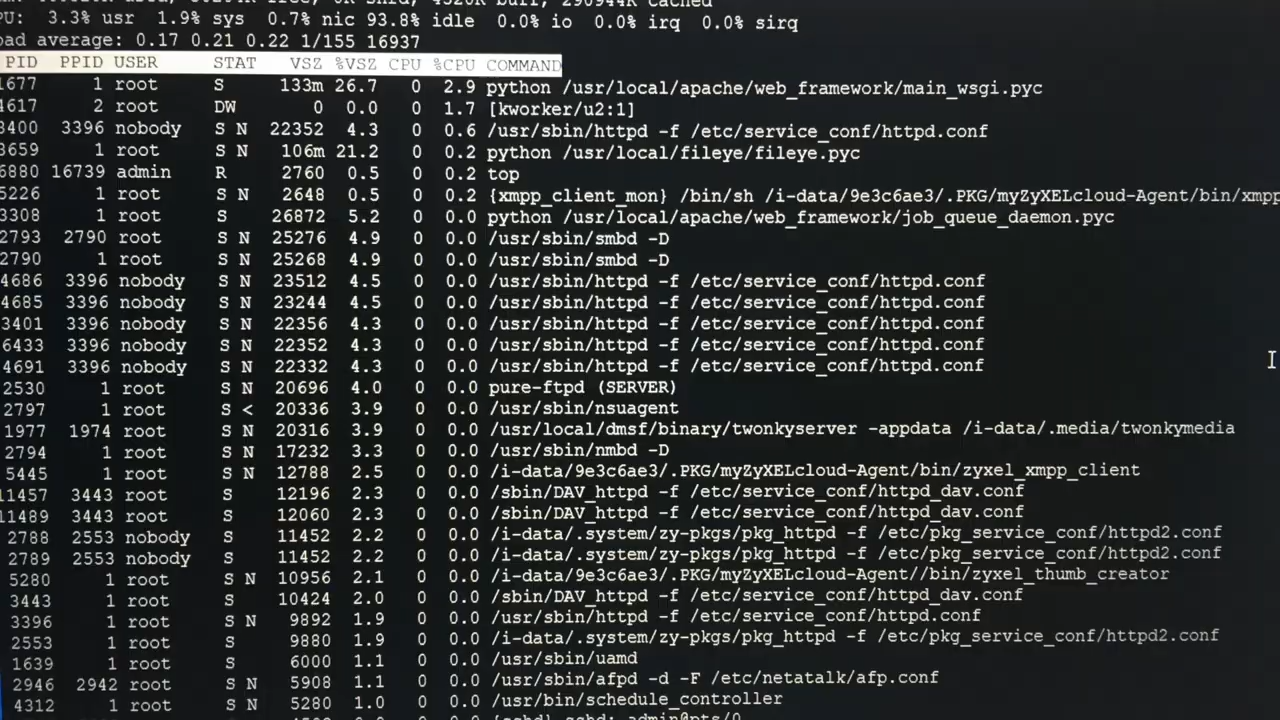 PU: 3.3% usr 1.9% sys 0.7% nic 93.8% idle 0.0% io 0.0% irq 0.0% sirq
oad average: 0.17 0.21 0.22 1/155 16937
PID PPID USER STAT VSZ %VSZ CPU %CPU COMMAND
1677 1 root S 133m 26.7 0 2.9 python /usr/local/apache/web_framework/main_wsgi.pyc
4617 2 root DW 0 0.0 0 1.7 [kworker/u2:1]
3400 3396 nobody S N 22352 4.3 0 0.6 /usr/sbin/httpd -f /etc/service_conf/httpd.conf
3659 1 root S N 106m 21.2 0 0.2 python /usr/local/fileye/fileye.pyc
6880 16739 admin R 2760 0.5 0 0.2 top
5226 1 root S N 2648 0.5 0 0.2 {xmpp_client_mon} /bin/sh /i-data/9e3c6ae3/.PKG/myZyXELcloud-Agent/bin/xmpp
3308 1 root S 26872 5.2 0 0.0 python /usr/local/apache/web_framework/job_queue_daemon.pyc
2793 2790 root S N 25276 4.9 0 0.0 /usr/sbin/smbd -D
2790 1 root S N 25268 4.9 0 0.0 /usr/sbin/smbd -D
4686 3396 nobody S N 23512 4.5 0 0.0 /usr/sbin/httpd -f /etc/service_conf/httpd.conf
4685 3396 nobody S N 23244 4.5 0 0.0 /usr/sbin/httpd -f /etc/service_conf/httpd.conf
3401 3396 nobody S N 22356 4.3 0 0.0 /usr/sbin/httpd -f /etc/service_conf/httpd.conf
6433 3396 nobody S N 22352 4.3 0 0.0 /usr/sbin/httpd -f /etc/service_conf/httpd.conf
4691 3396 nobody S N 22332 4.3 0 0.0 /usr/sbin/httpd -f /etc/service_conf/httpd.conf
2530 1 root S N 20696 4.0 0 0.0 pure-ftpd (SERVER)
2797 1 root S < 20336 3.9 0 0.0 /usr/sbin/nsuagent
1977 1974 root S N 20316 3.9 0 0.0 /usr/local/dmsf/binary/twonkyserver -appdata /i-data/.media/twonkymedia
2794 1 root S N 17232 3.3 0 0.0 /usr/sbin/nmbd -D
5445 1 root S N 12788 2.5 0 0.0 /i-data/9e3c6ae3/.PKG/myZyXELcloud-Agent/bin/zyxel_xmpp_client
11457 3443 root S 12196 2.3 0 0.0 /sbin/DAV_httpd -f /etc/service_conf/httpd_dav.conf
11489 3443 root S 12060 2.3 0 0.0 /sbin/DAV_httpd -f /etc/service_conf/httpd_dav.conf
2788 2553 nobody S 11452 2.2 0 0.0 /i-data/.system/zy-pkgs/pkg_httpd -f /etc/pkg_service_conf/httpd2.conf
2789 2553 nobody S 11452 2.2 0 0.0 /i-data/.system/zy-pkgs/pkg_httpd -f /etc/pkg_service_conf/httpd2.conf
5280 1 root S N 10956 2.1 0 0.0 /i-data/9e3c6ae3/.PKG/myZyXELcloud-Agent//bin/zyxel_thumb_creator
3443 1 root S 10424 2.0 0 0.0 /sbin/DAV_httpd -f /etc/service_conf/httpd_dav.conf
3396 1 root S N 9892 1.9 0 0.0 /usr/sbin/httpd -f /etc/service_conf/httpd.conf
2553 1 root S 9880 1.9 0 0.0 /i-data/.system/zy-pkgs/pkg_httpd -f /etc/pkg_service_conf/httpd2.conf
1639 1 root S 6000 1.1 0 0.0 /usr/sbin/uamd
2946 2942 root S N 5908 1.1 0 0.0 /usr/sbin/afpd -d -F /etc/netatalk/afp.conf
4312 1 root S N 5280 1.0 0 0.0 /usr/bin/schedule_controller